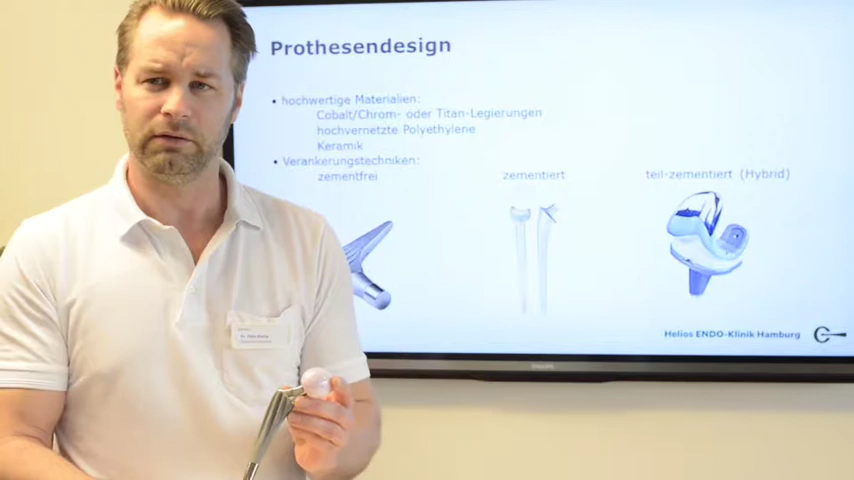 Prothesendesign
• hochwertige Materialien:
Cobalt/Chrom- oder Titan-Legierungen
hochvernetzte Polyethylene
Keramik
• Verankerungstechniken:
zementfrei
zementiert
teil-zementiert (Hybrid)
Helios ENDO-Klinik Hamburg
PHILIPS